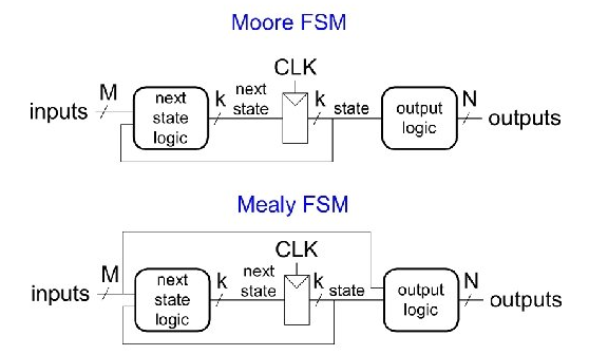 Moore FSM
CLK
inputs M next state logic k next state k state output logic N outputs
Mealy FSM
CLK
inputs M next state logic k next state k state output logic N outputs